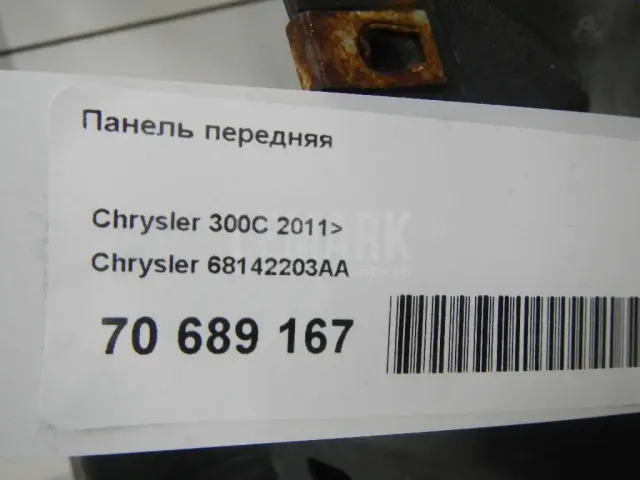 Панель передняя
Chrysler 300C 2011>
Chrysler 68142203AA
70 689 167